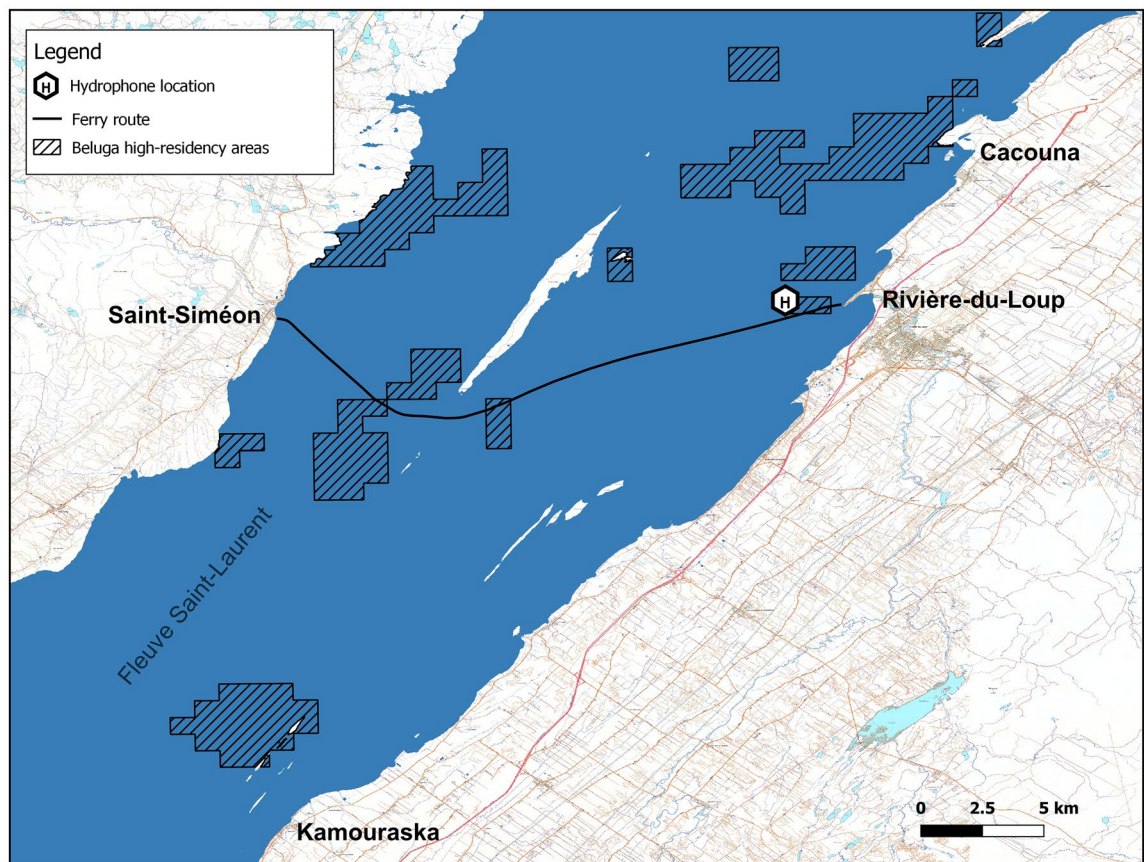 Legend
H Hydrophone location
Ferry route
Beluga high-residency areas
Cacouna
H
Saint-Siméon
Rivière-du-Loup
Fleuve Saint-Laurent
0 2.5 5 km
Kamouraska